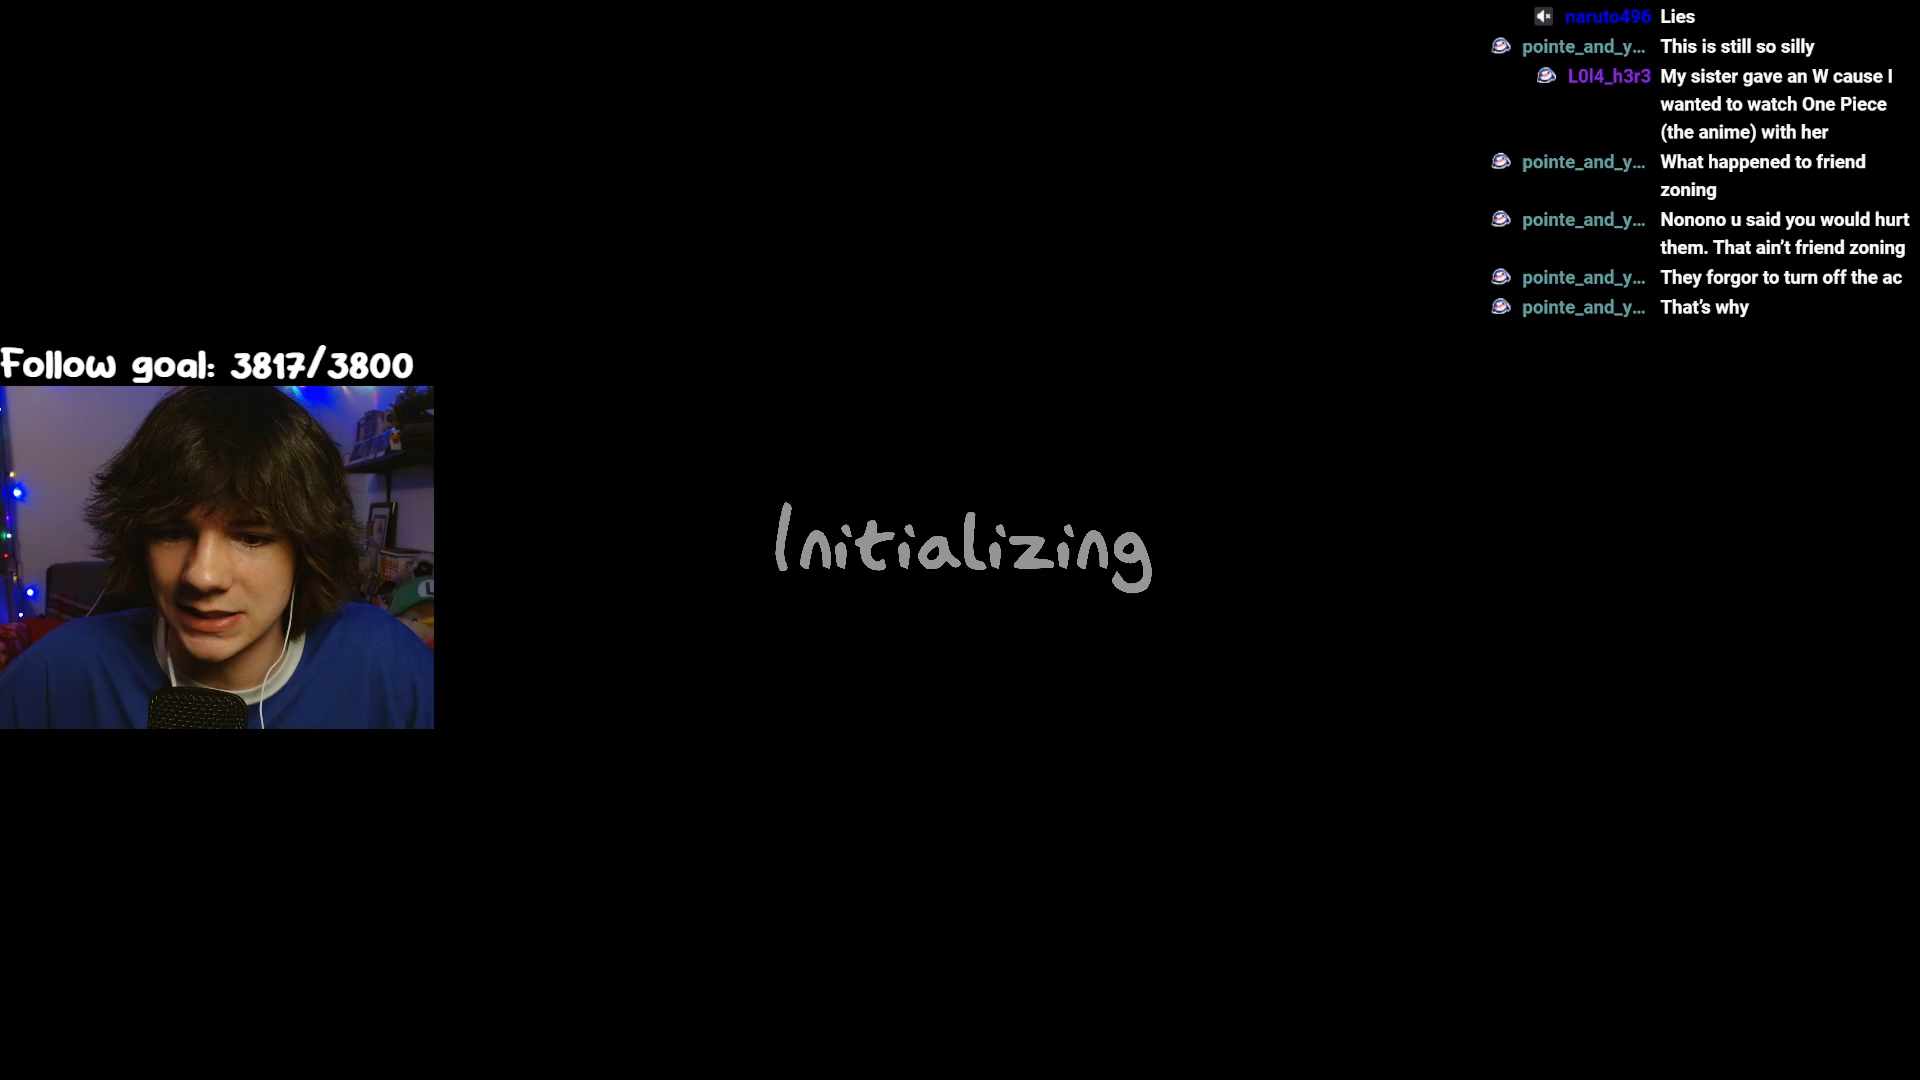 naruto496 Lies
pointe_and_y... This is still so silly
L0l4_h3r3 My sister gave an W cause I
wanted to watch One Piece
(the anime) with her
pointe_and_y... What happened to friend
zoning
pointe_and_y... Nonono u said you would hurt
them. That ain’t friend zoning
pointe_and_y... They forgor to turn off the ac
pointe_and_y... That’s why
Follow goal: 3817/3800
Initializing
L